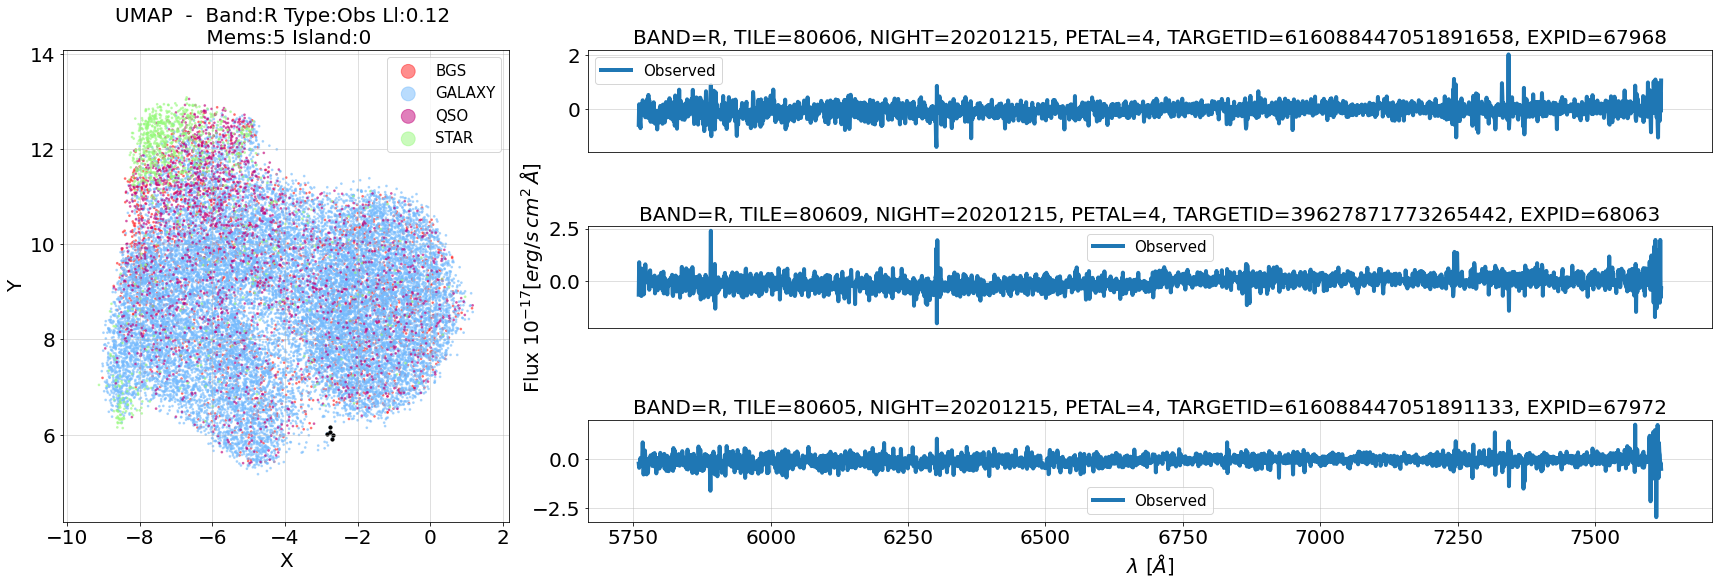 UMAP - Band:R Type:Obs Ll:0.12
Mems:5 Island:0
BGS
GALAXY
QSO
STAR
14
12
10
8
6
Y
−10
−8
−6
−4
−2
0
2
X
Flux 10⁻¹⁷[erg/s cm² Å]
BAND=R, TILE=80606, NIGHT=20201215, PETAL=4, TARGETID=616088447051891658, EXPID=67968
Observed
2
0
BAND=R, TILE=80609, NIGHT=20201215, PETAL=4, TARGETID=39627871773265442, EXPID=68063
Observed
2.5
0.0
BAND=R, TILE=80605, NIGHT=20201215, PETAL=4, TARGETID=616088447051891133, EXPID=67972
Observed
0.0
−2.5
5750
6000
6250
6500
6750
7000
7250
7500
λ [Å]